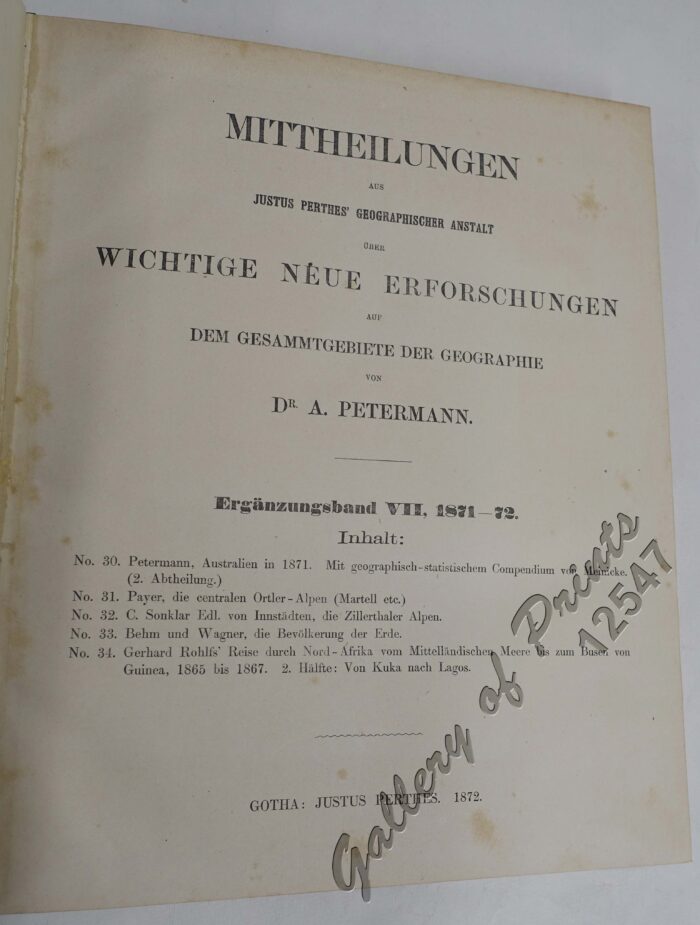 MITTHEILUNGEN
AUS
JUSTUS PERTHES' GEOGRAPHISCHER ANSTALT
ÜBER
WICHTIGE NEUE ERFORSCHUNGEN
AUF
DEM GESAMMTGEBIETE DER GEOGRAPHIE
VON
DR. A. PETERMANN.
Ergänzungsband VII, 1871—72.
Inhalt:
No. 30. Petermann, Australien in 1871. Mit geographisch-statistischem Compendium von Meinicke.
(2. Abtheilung.)
No. 31. Payer, die centralen Ortler-Alpen (Martell etc.)
No. 32. C. Sonklar Edl. von Innstädten, die Zillerthaler Alpen.
No. 33. Behm und Wagner, die Bevölkerung der Erde.
No. 34. Gerhard Rohlfs' Reise durch Nord-Afrika vom Mittelländischen Meere bis zum Busen von
Guinea, 1865 bis 1867. 2. Hälfte: Von Kuka nach Lagos.
GOTHA: JUSTUS PERTHES. 1872.
Gallery of Prints
12547